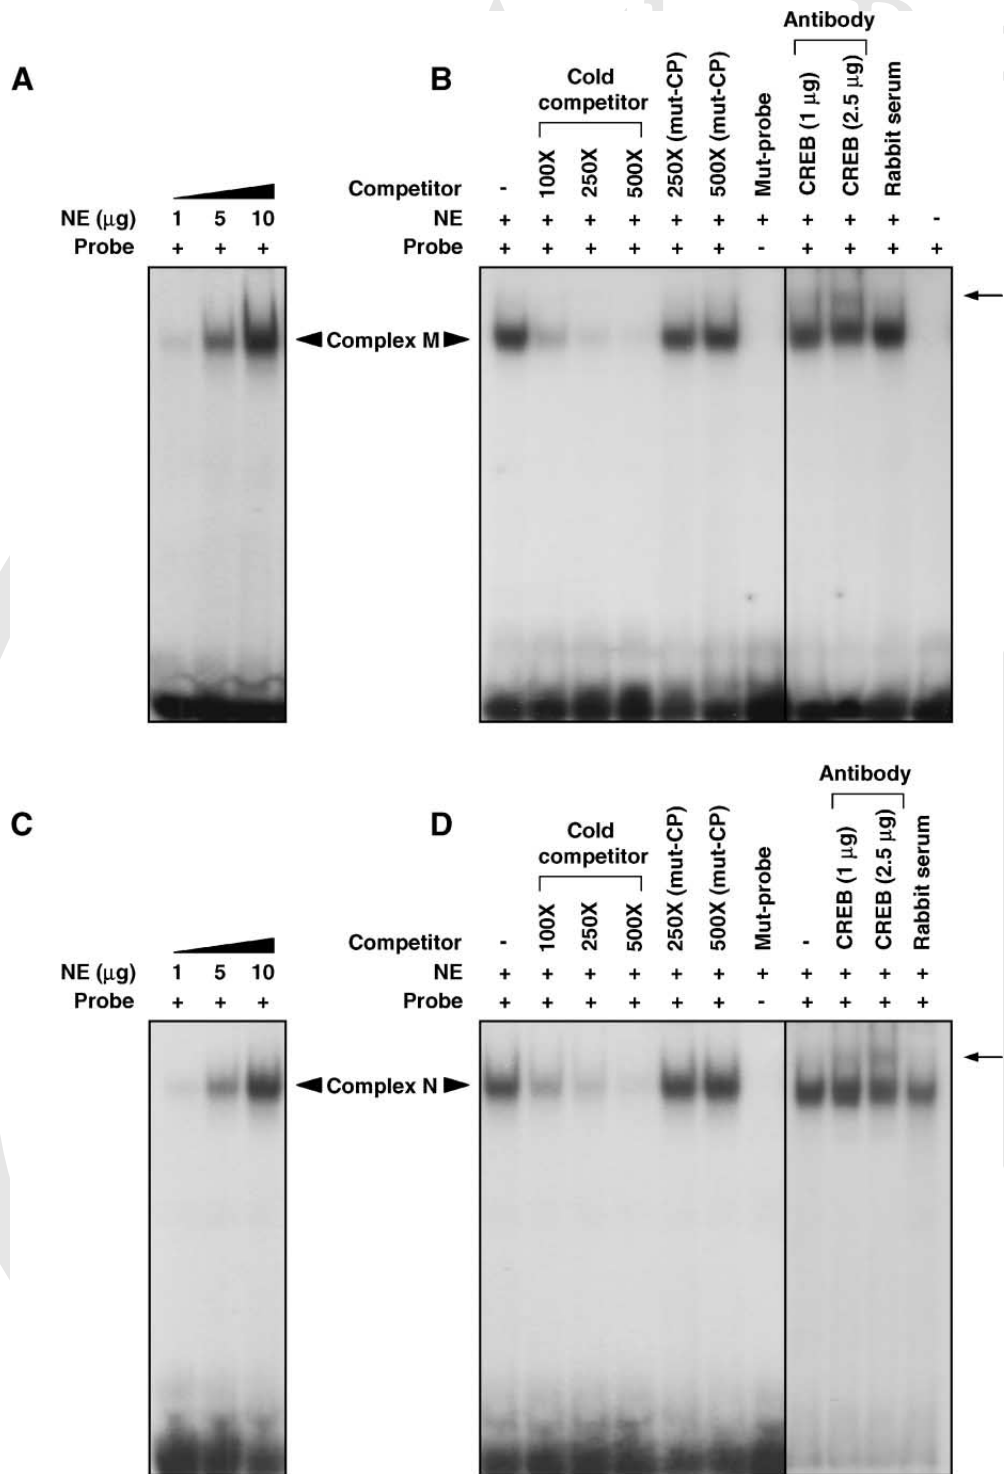 A
NE (μg) 1 5 10
Probe + + +
B
Cold
competitor
Antibody
Competitor - 100X 250X 500X 250X (mut-CP) 500X (mut-CP) Mut-probe CREB (1 μg) CREB (2.5 μg) Rabbit serum
NE + + + + + + + + + + -
Probe + + + + + + - + + + +
Complex M
C
NE (μg) 1 5 10
Probe + + +
D
Cold
competitor
Antibody
Competitor - 100X 250X 500X 250X (mut-CP) 500X (mut-CP) Mut-probe - CREB (1 μg) CREB (2.5 μg) Rabbit serum
NE + + + + + + + + + + +
Probe + + + + + + - + + + +
Complex N